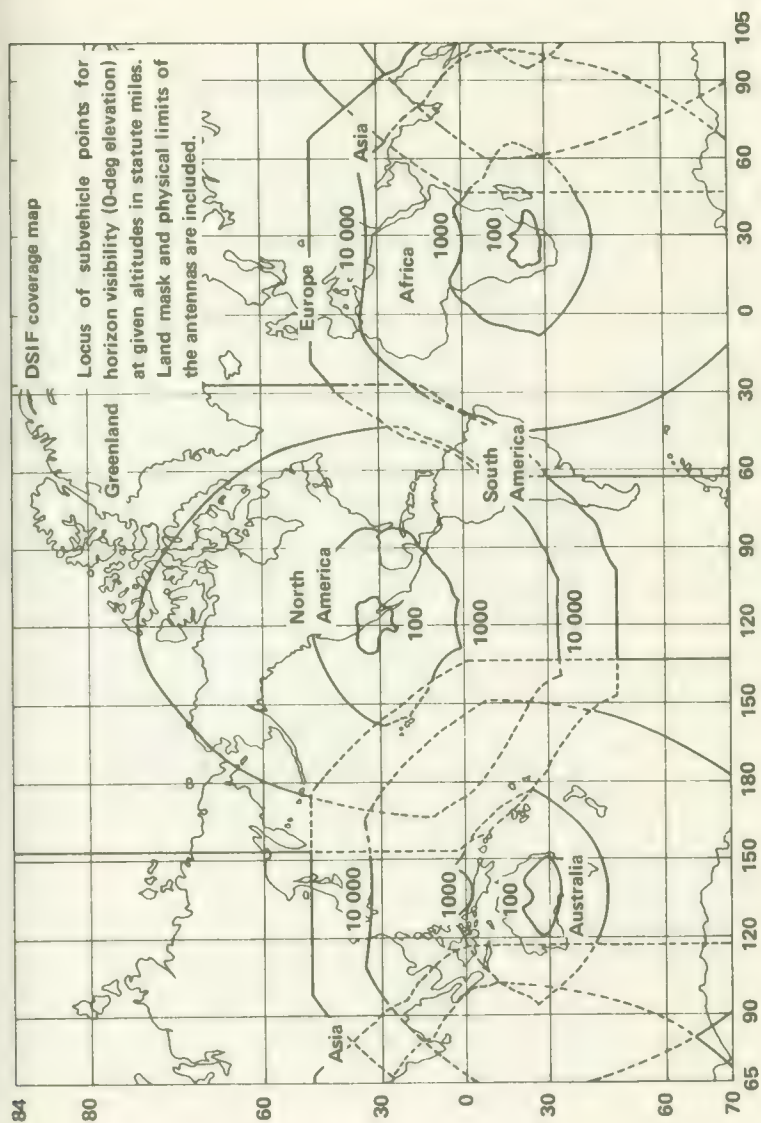 DSIF coverage map
Locus of subvehicle points for
horizon visibility (0-deg elevation)
at given altitudes in statute miles.
Land mask and physical limits of
the antennas are included.
Greenland
Europe
Asia
10 000
Africa
1000
100
North
America
100
1000
South
America
10 000
Asia
10 000
1000
100
Australia
84
80
60
30
0
30
60
70
65
90
120
150
180
150
120
90
60
30
0
30
60
90
105